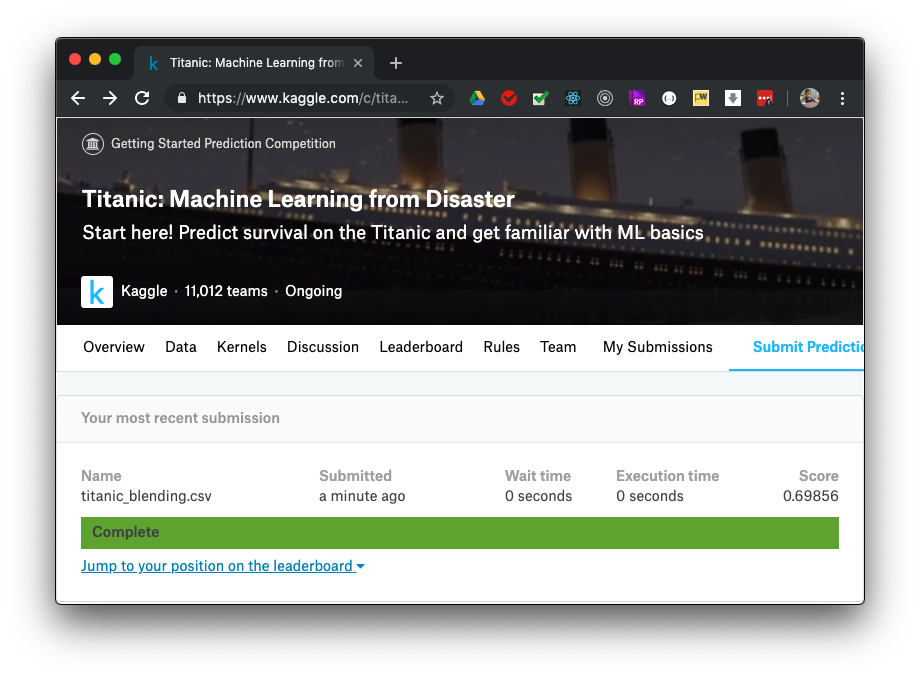 k Titanic: Machine Learning from
https://www.kaggle.com/c/tita...
RP
PW
Getting Started Prediction Competition
Titanic: Machine Learning from Disaster
Start here! Predict survival on the Titanic and get familiar with ML basics
k Kaggle · 11,012 teams · Ongoing
Overview Data Kernels Discussion Leaderboard Rules Team My Submissions Submit Predictio
Your most recent submission
Name Submitted Wait time Execution time Score
titanic_blending.csv a minute ago 0 seconds 0 seconds 0.69856
Complete
Jump to your position on the leaderboard